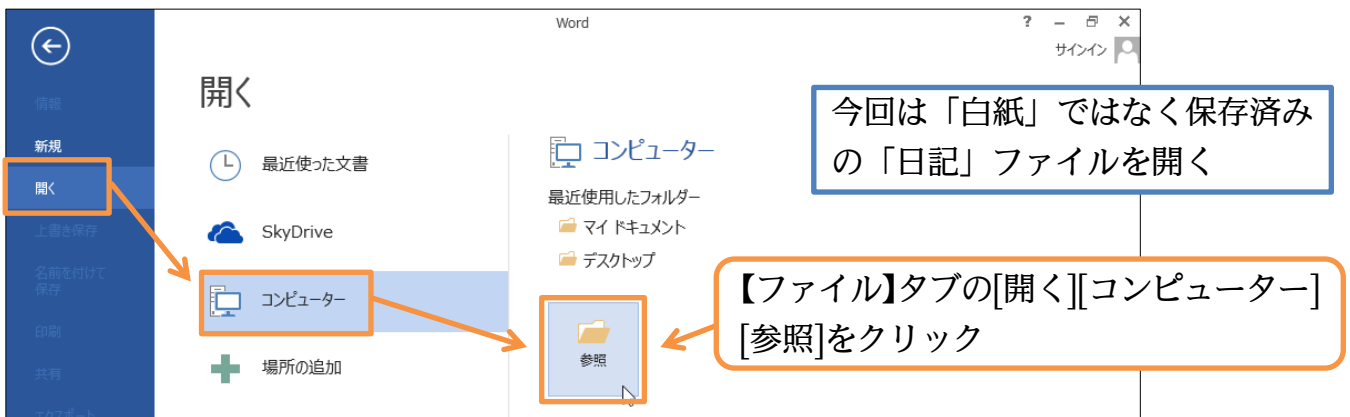 Word
? – 
サインイン
情報
新規
開く
上書き保存
名前を付けて
保存
印刷
共有
エクスポート
開く
最近使った文書
SkyDrive
コンピューター
場所の追加
コンピューター
最近使用したフォルダー
マイ ドキュメント
デスクトップ
参照
今回は「白紙」ではなく保存済み
の「日記」ファイルを開く
【ファイル】タブの[開く][コンピューター]
[参照]をクリック